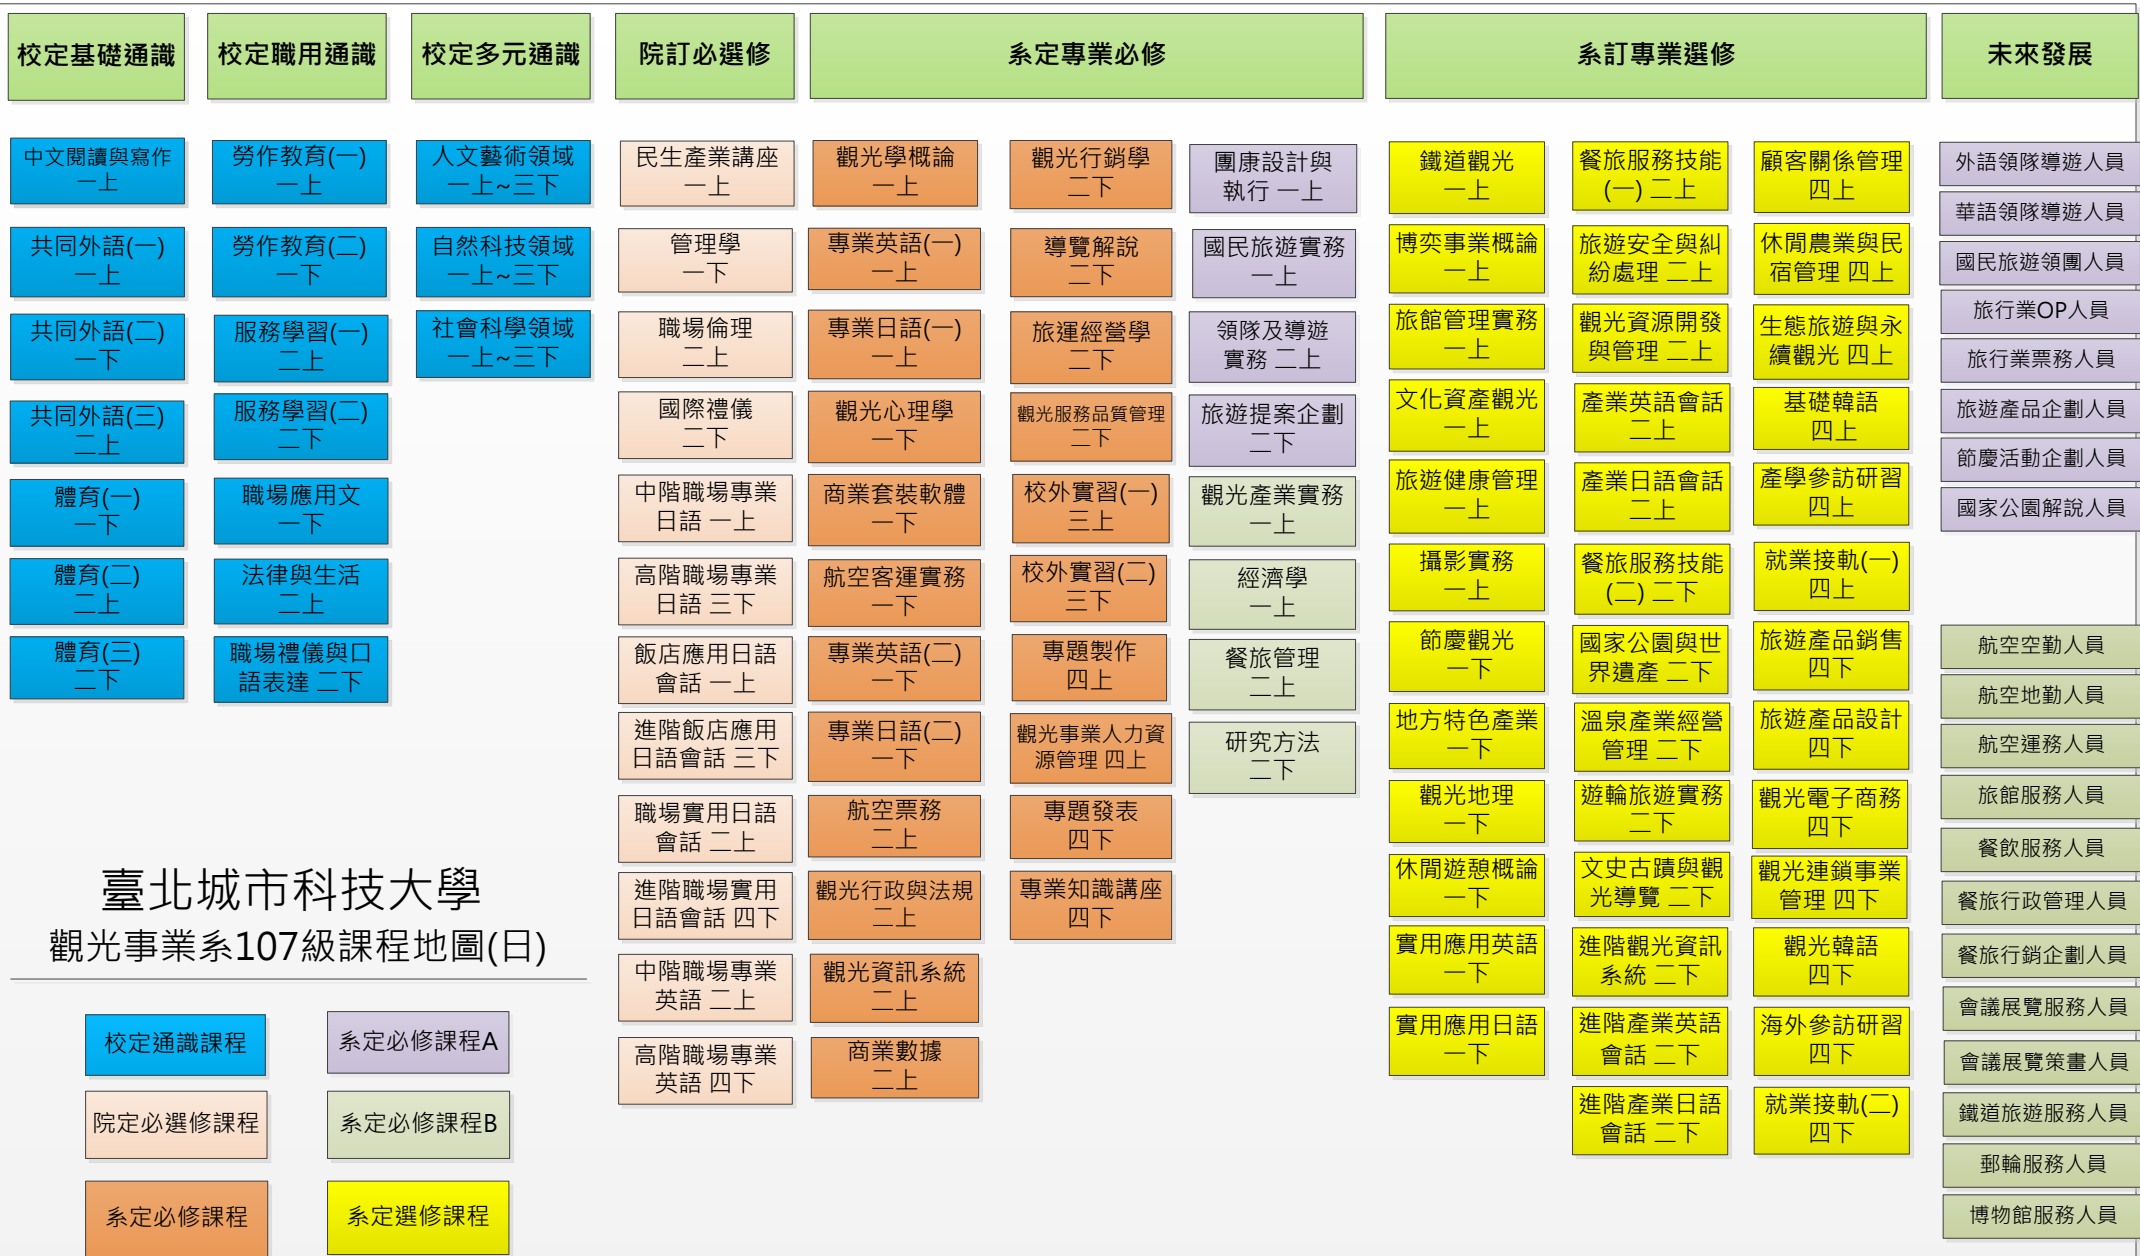 校定基礎通識
校定職用通識
校定多元通識
院訂必選修
系定專業必修
系訂專業選修
未來發展
中文閱讀與寫作
一上
共同外語(一)
一上
共同外語(二)
一下
共同外語(三)
二上
體育(一)
一下
體育(二)
二上
體育(三)
二下
勞作教育(一)
一上
勞作教育(二)
一下
服務學習(一)
二上
服務學習(二)
二下
職場應用文
一下
法律與生活
二上
職場禮儀與口
語表達 二下
人文藝術領域
一上~三下
自然科技領域
一上~三下
社會科學領域
一上~三下
民生產業講座
一上
管理學
一下
職場倫理
二上
國際禮儀
二下
中階職場專業
日語 一上
高階職場專業
日語 三下
飯店應用日語
會話 一上
進階飯店應用
日語會話 三下
職場實用日語
會話 二上
進階職場實用
日語會話 四下
中階職場專業
英語 二上
高階職場專業
英語 四下
觀光學概論
一上
專業英語(一)
一上
專業日語(一)
一上
觀光心理學
一下
商業套裝軟體
一下
航空客運實務
一下
專業英語(二)
一下
專業日語(二)
一下
航空票務
二上
觀光行政與法規
二上
觀光資訊系統
二上
商業數據
二上
觀光行銷學
二下
導覽解說
二下
旅運經營學
二下
觀光服務品質管理
二下
校外實習(一)
三上
校外實習(二)
三下
專題製作
四上
觀光事業人力資
源管理 四上
專題發表
四下
專業知識講座
四下
團康設計與
執行 一上
國民旅遊實務
一上
領隊及導遊
實務 二上
旅遊提案企劃
二下
觀光產業實務
一上
經濟學
一上
餐旅管理
二上
研究方法
二下
鐵道觀光
一上
博奕事業概論
一上
旅館管理實務
一上
文化資產觀光
一上
旅遊健康管理
一上
攝影實務
一上
節慶觀光
一下
地方特色產業
一下
觀光地理
一下
休閒遊憩概論
一下
實用應用英語
一下
實用應用日語
一下
餐旅服務技能
(一) 二上
旅遊安全與糾
紛處理 二上
觀光資源開發
與管理 二上
產業英語會話
二上
產業日語會話
二上
餐旅服務技能
(二) 二下
國家公園與世
界遺產 二下
溫泉產業經營
管理 二下
遊輪旅遊實務
二下
文史古蹟與觀
光導覽 二下
進階觀光資訊
系統 二下
進階產業英語
會話 二下
進階產業日語
會話 二下
顧客關係管理
四上
休閒農業與民
宿管理 四上
生態旅遊與永
續觀光 四上
基礎韓語
四上
產學參訪研習
四上
就業接軌(一)
四上
旅遊產品銷售
四下
旅遊產品設計
四下
觀光電子商務
四下
觀光連鎖事業
管理 四下
觀光韓語
四下
海外參訪研習
四下
就業接軌(二)
四下
外語領隊導遊人員
華語領隊導遊人員
國民旅遊領團人員
旅行業OP人員
旅行業票務人員
旅遊產品企劃人員
節慶活動企劃人員
國家公園解說人員
航空空勤人員
航空地勤人員
航空運務人員
旅館服務人員
餐飲服務人員
餐旅行政管理人員
餐旅行銷企劃人員
會議展覽服務人員
會議展覽策畫人員
鐵道旅遊服務人員
郵輪服務人員
博物館服務人員
臺北城市科技大學
觀光事業系107級課程地圖(日)
校定通識課程
系定必修課程A
院定必選修課程
系定必修課程B
系定必修課程
系定選修課程